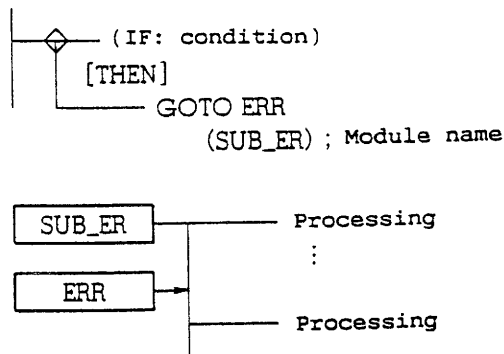 (IF: condition)
[THEN]
GOTO ERR
(SUB_ER) ; Module name
SUB_ER
Processing
⋮
ERR
Processing